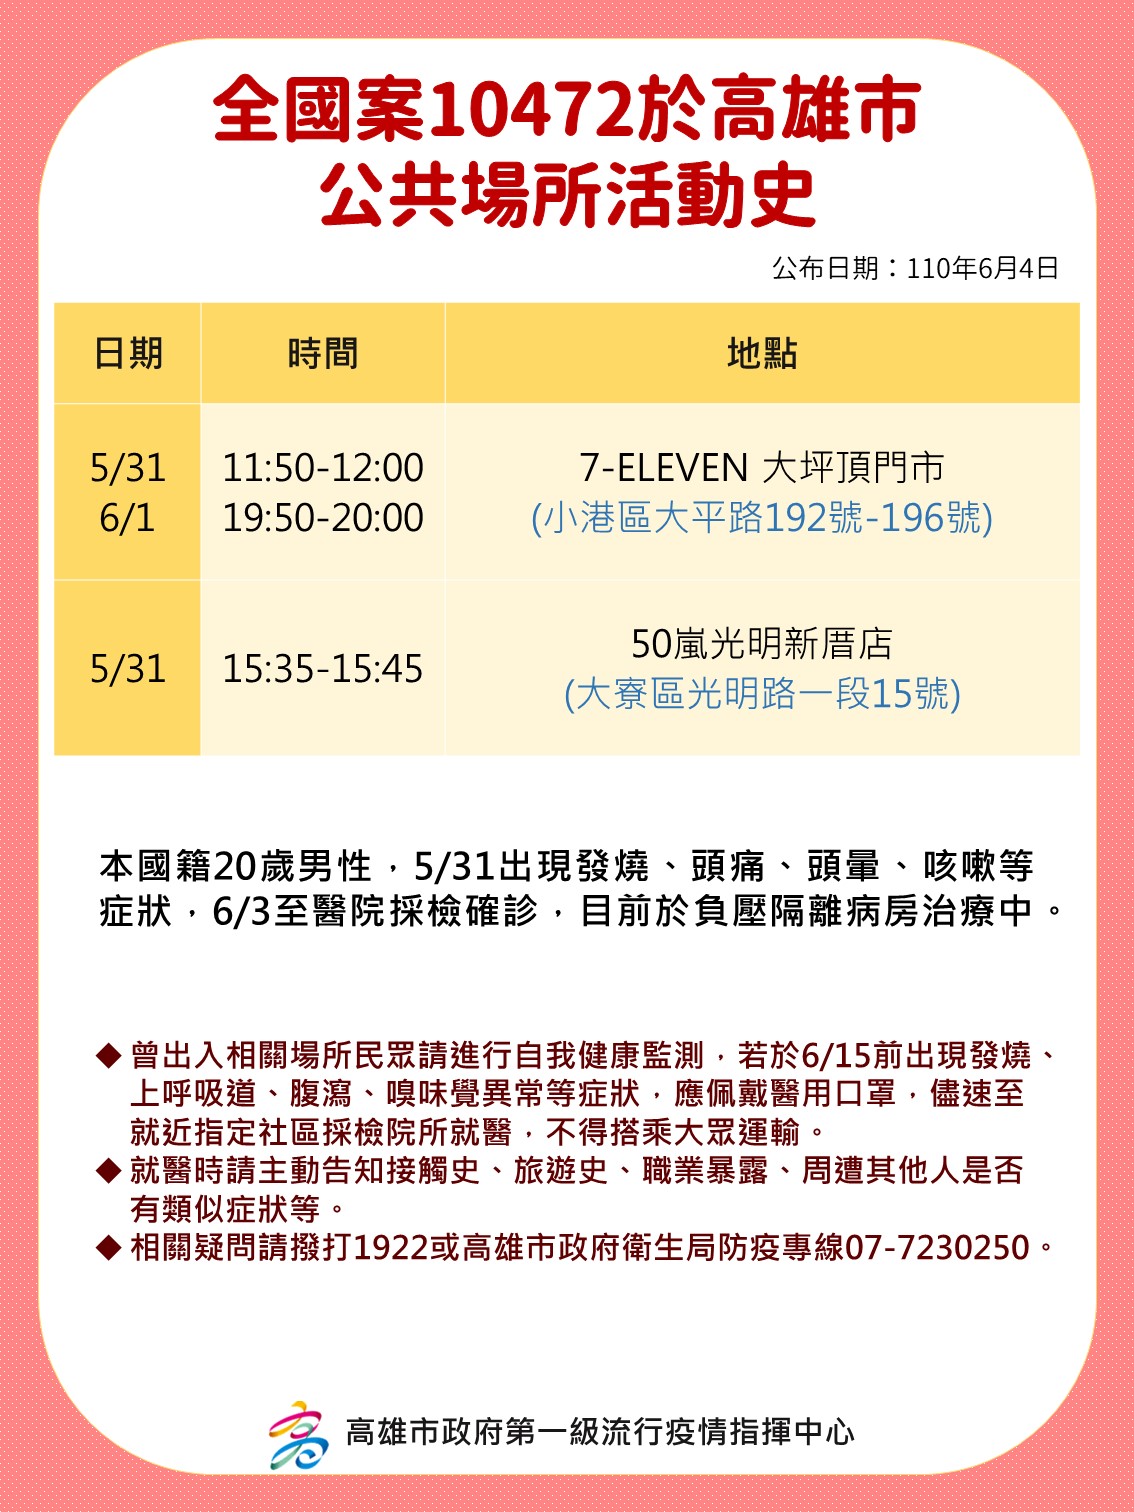 全國案10472於高雄市
公共場所活動史
公布日期：110年6月4日
日期 時間 地點
5/31 11:50-12:00 7-ELEVEN 大坪頂門市
6/1 19:50-20:00 (小港區大平路192號-196號)
5/31 15:35-15:45 50嵐光明新厝店
(大寮區光明路一段15號)
本國籍20歲男性，5/31出現發燒、頭痛、頭暈、咳嗽等
症狀，6/3至醫院採檢確診，目前於負壓隔離病房治療中。
◆ 曾出入相關場所民眾請進行自我健康監測，若於6/15前出現發燒、
上呼吸道、腹瀉、嗅味覺異常等症狀，應佩戴醫用口罩，儘速至
就近指定社區採檢院所就醫，不得搭乘大眾運輸。
◆ 就醫時請主動告知接觸史、旅遊史、職業暴露、周遭其他人是否
有類似症狀等。
◆ 相關疑問請撥打1922或高雄市政府衛生局防疫專線07-7230250。
高雄市政府第一級流行疫情指揮中心